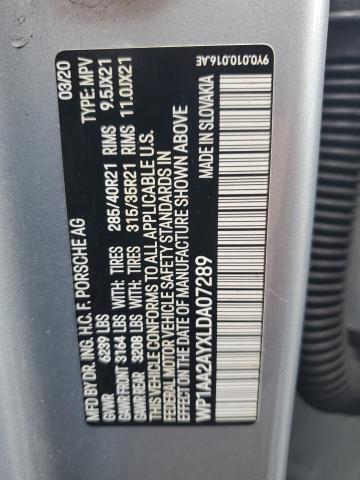 MFD BY DR. ING. H.C. F. PORSCHE AG 03/20
GVWR 6239 LBS TYPE: MPV
GAWR FRONT 3164 LBS WITH: TIRES 285/40R21 RIMS 9.5JX21
GAWR REAR 3208 LBS WITH: TIRES 315/35R21 RIMS 11.0JX21
THIS VEHICLE CONFORMS TO ALL APPLICABLE U.S.
FEDERAL MOTOR VEHICLE SAFETY STANDARDS IN
EFFECT ON THE DATE OF MANUFACTURE SHOWN ABOVE
WP1AA2AYXLDA07289 MADE IN SLOVAKIA
9Y0.010.016.AE